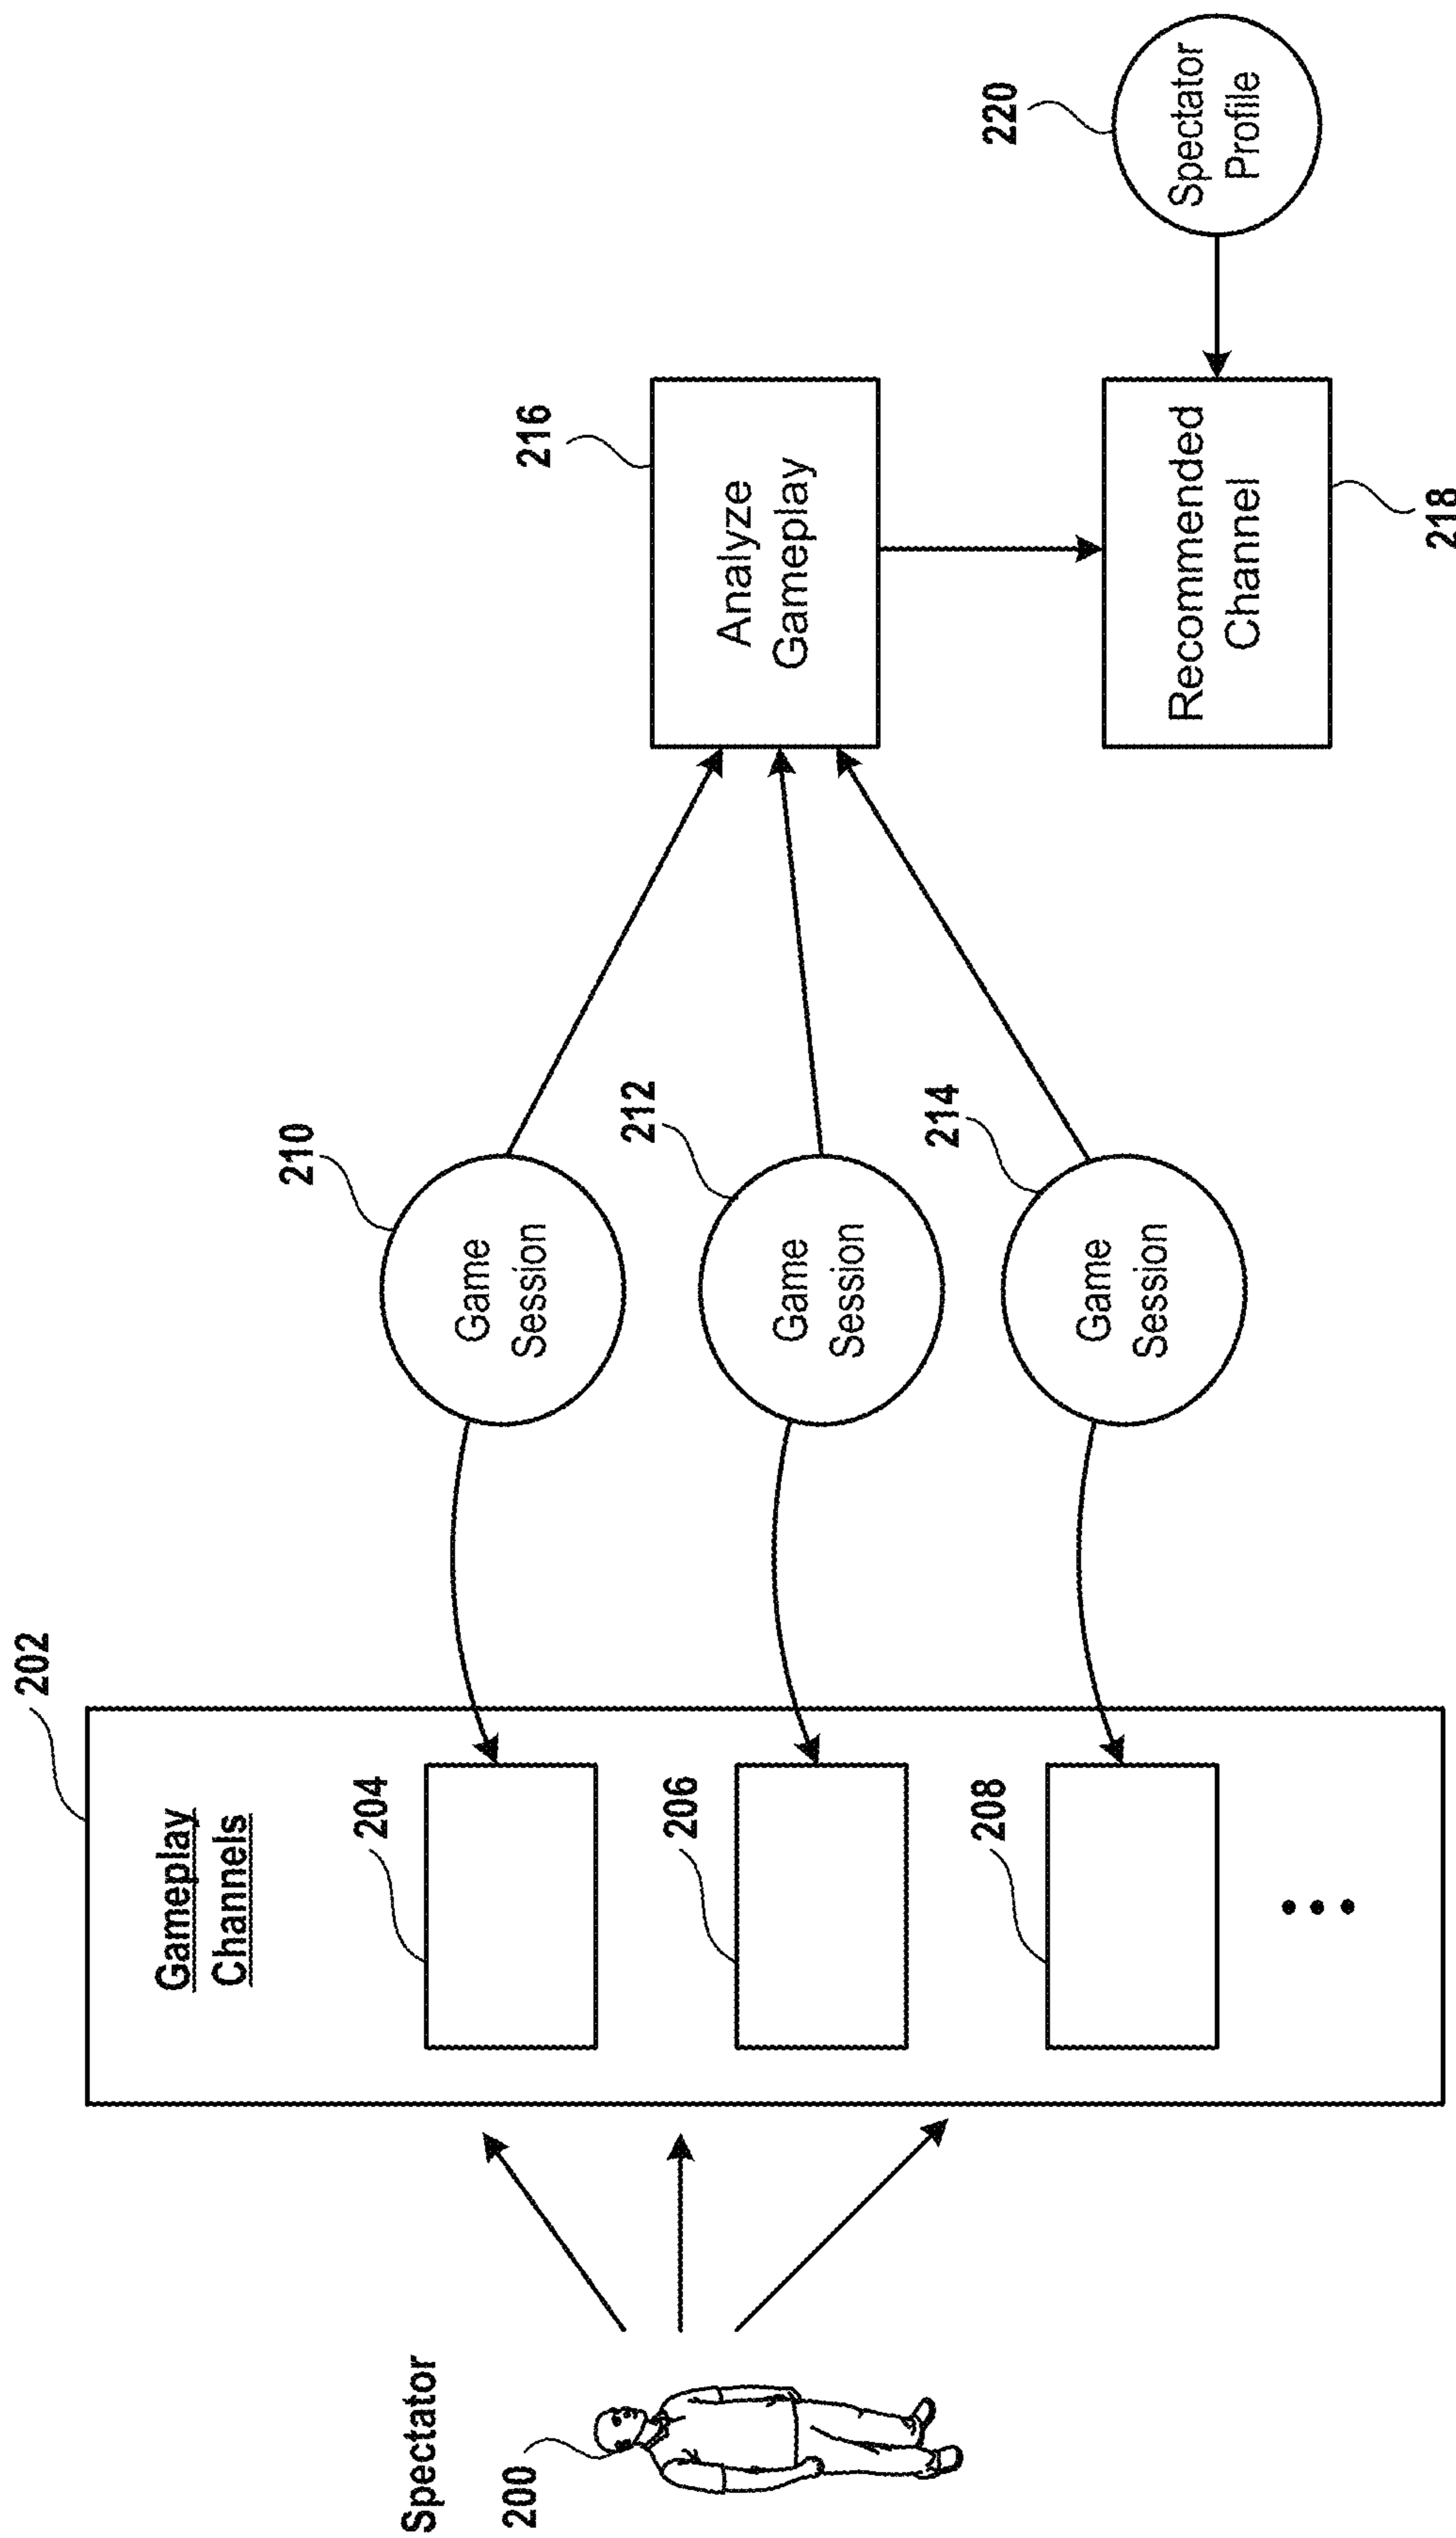 Spectator
200
202
Gameplay
Channels
204
206
208
210
Game
Session
212
Game
Session
214
Game
Session
216
Analyze
Gameplay
Recommended
Channel
218
220
Spectator
Profile